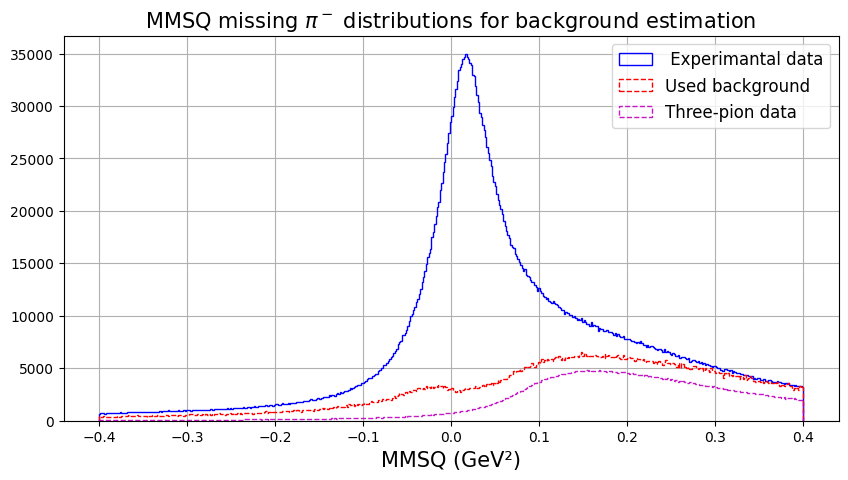 MMSQ missing π⁻ distributions for background estimation
Experimantal data
Used background
Three-pion data
35000
30000
25000
20000
15000
10000
5000
0
−0.4 −0.3 −0.2 −0.1 0.0 0.1 0.2 0.3 0.4
MMSQ (GeV²)